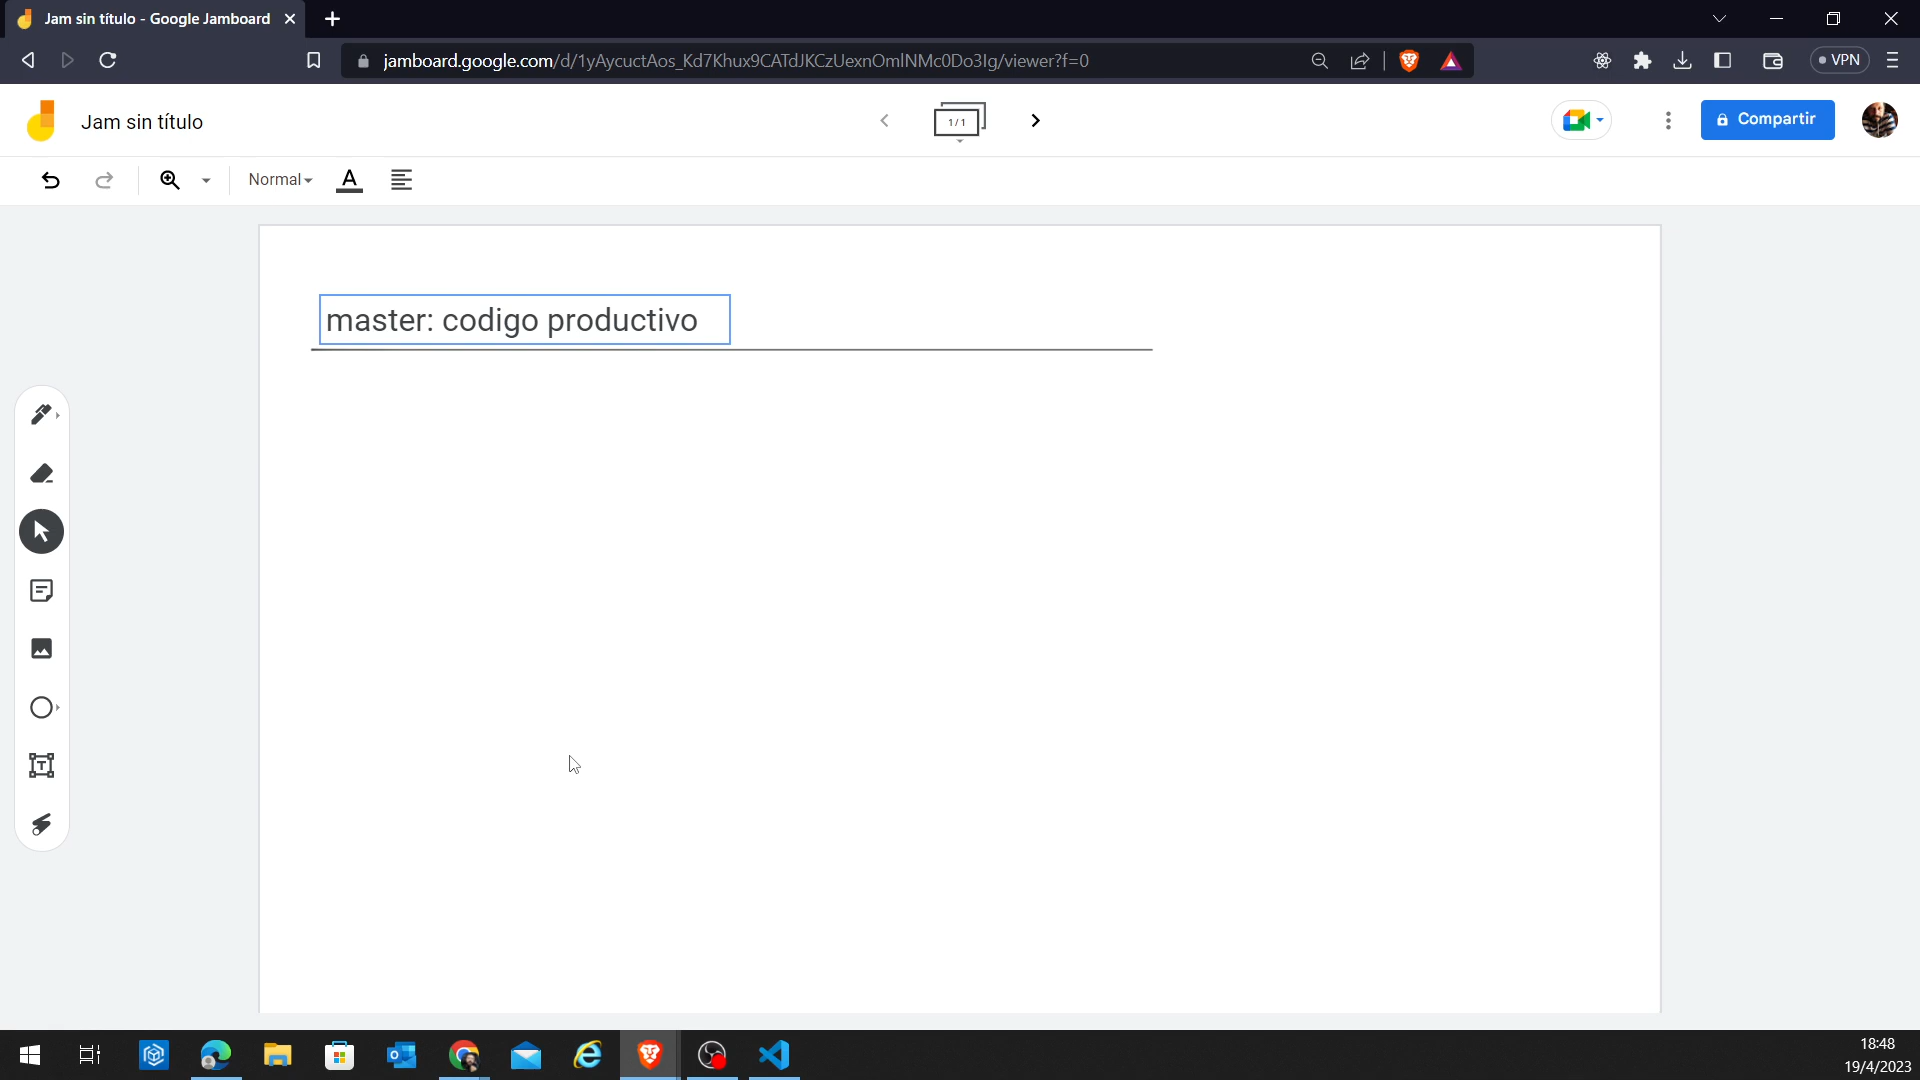 Jam sin título - Google Jamboard
jamboard.google.com/d/1yAycuctAos_Kd7Khux9CATdJKCzUexnOmlNMc0Do3Ig/viewer?f=0
VPN
Jam sin título
1/1
Compartir
Normal
A
master: codigo productivo
18:48
19/4/2023